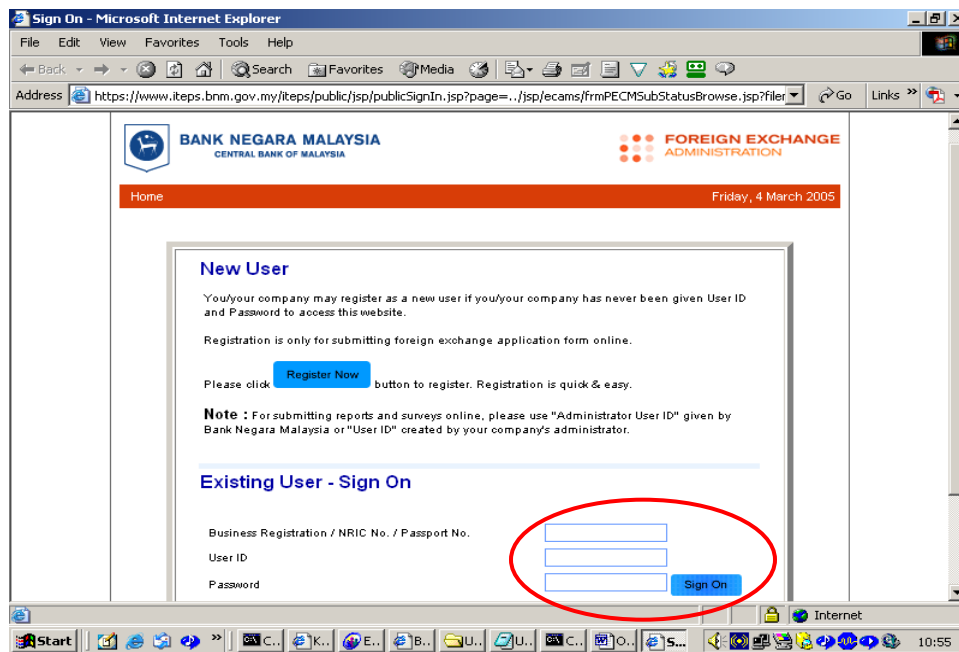 Sign On - Microsoft Internet Explorer
File Edit View Favorites Tools Help
Back Search Favorites Media
Address https://www.iteps.bnm.gov.my/iteps/public/jsp/publicSignIn.jsp?page=../jsp/ecams/frmPECMSubStatusBrowse.jsp?filer Go Links »
BANK NEGARA MALAYSIA
CENTRAL BANK OF MALAYSIA
FOREIGN EXCHANGE
ADMINISTRATION
Home Friday, 4 March 2005
New User
You/your company may register as a new user if you/your company has never been given User ID
and Password to access this website.
Registration is only for submitting foreign exchange application form online.
Please click Register Now button to register. Registration is quick & easy.
Note : For submitting reports and surveys online, please use "Administrator User ID" given by
Bank Negara Malaysia or "User ID" created by your company's administrator.
Existing User - Sign On
Business Registration / NRIC No. / Passport No.
User ID
Password Sign On
Internet
Start » C... K.. E.. B.. U.. U.. C... O.. S... 10:55